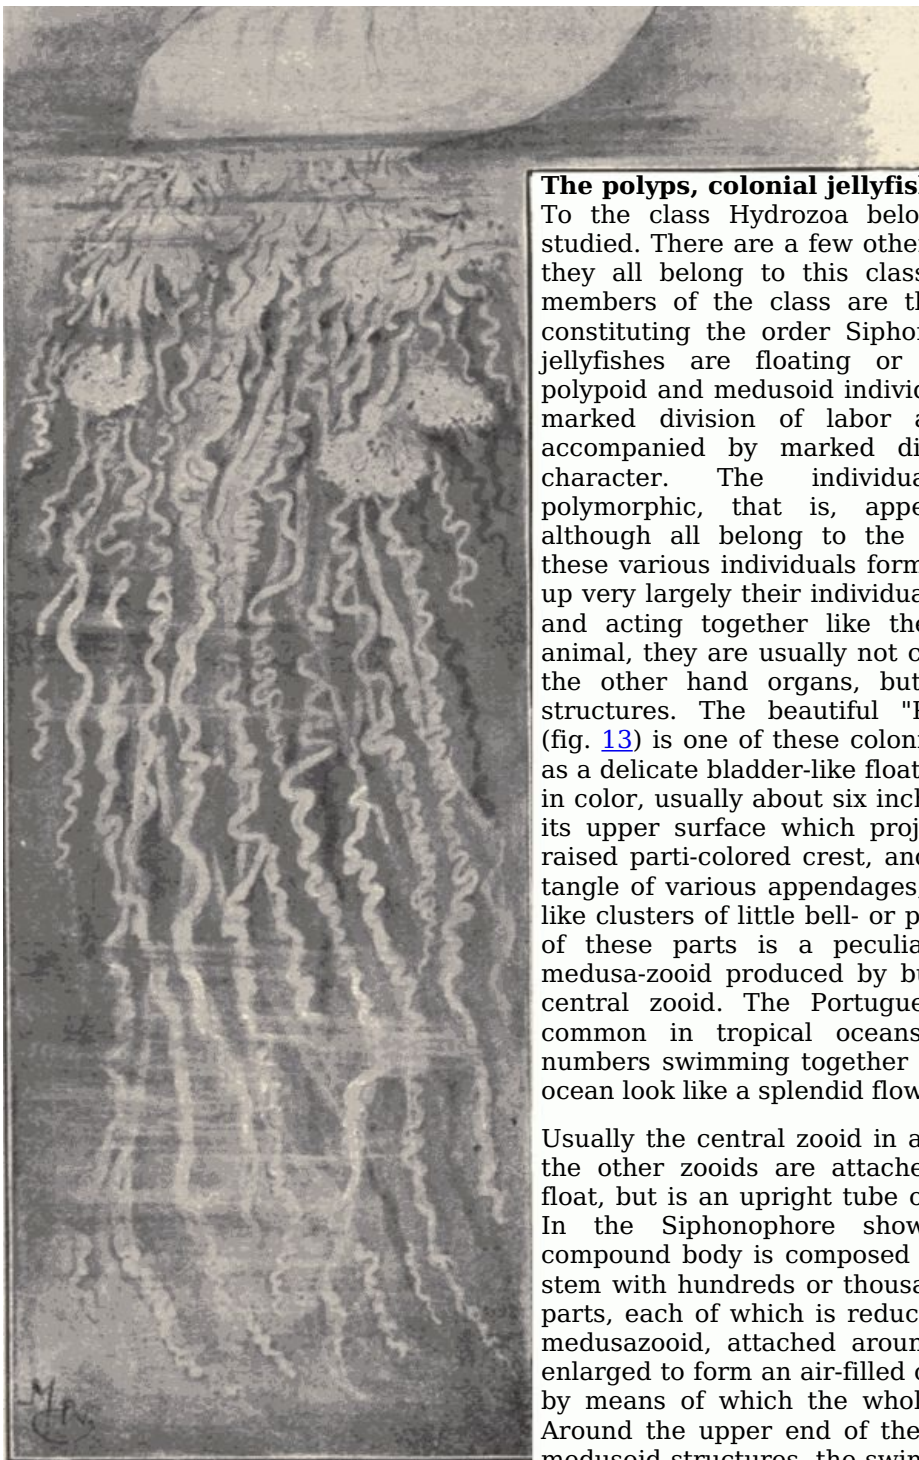 The polyps, colonial jellyfis
To the class Hydrozoa belo
studied. There are a few othe
they all belong to this class
members of the class are th
constituting the order Sipho
jellyfishes are floating or
polypoid and medusoid individ
marked division of labor a
accompanied by marked di
character. The individua
polymorphic, that is, appe
although all belong to the
these various individuals form
up very largely their individua
and acting together like the
animal, they are usually not c
the other hand organs, but
structures. The beautiful "P
(fig. 13) is one of these coloni
as a delicate bladder-like float
in color, usually about six incl
its upper surface which proj
raised parti-colored crest, and
tangle of various appendages,
like clusters of little bell- or p
of these parts is a peculia
medusa-zooid produced by bu
central zooid. The Portugue
common in tropical oceans
numbers swimming together
ocean look like a splendid flow
Usually the central zooid in a
the other zooids are attache
float, but is an upright tube o
In the Siphonophore show
compound body is composed
stem with hundreds or thousa
parts, each of which is reduc
medusazooid, attached aroun
enlarged to form an air-filled c
by means of which the whol
Around the upper end of the
medusoid structures, the swin